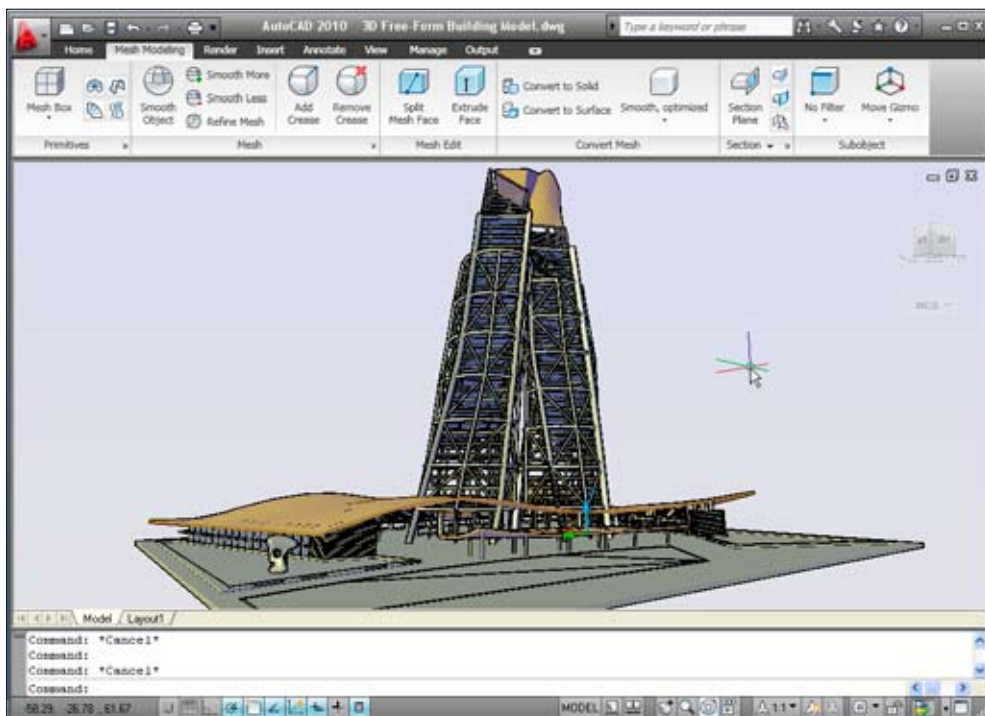 AutoCAD 2010 3D Free-Form Building Model.dwg
Type a keyword or phrase
Home Mesh Modeling Render Insert Annotate View Manage Output
Mesh Box
Smooth Object
Smooth More
Smooth Less
Refine Mesh
Add Crease
Remove Crease
Split Mesh Face
Extrude Face
Convert to Solid
Convert to Surface
Smooth, optimized
Section Plane
No Filter
Move Gizmo
Primitives Mesh Mesh Edit Convert Mesh Section Subobject
WCS
Model Layout1
Command: *Cancel*
Command:
Command: *Cancel*
Command:
-58.29, -26.78, 61.67 MODEL 1:1